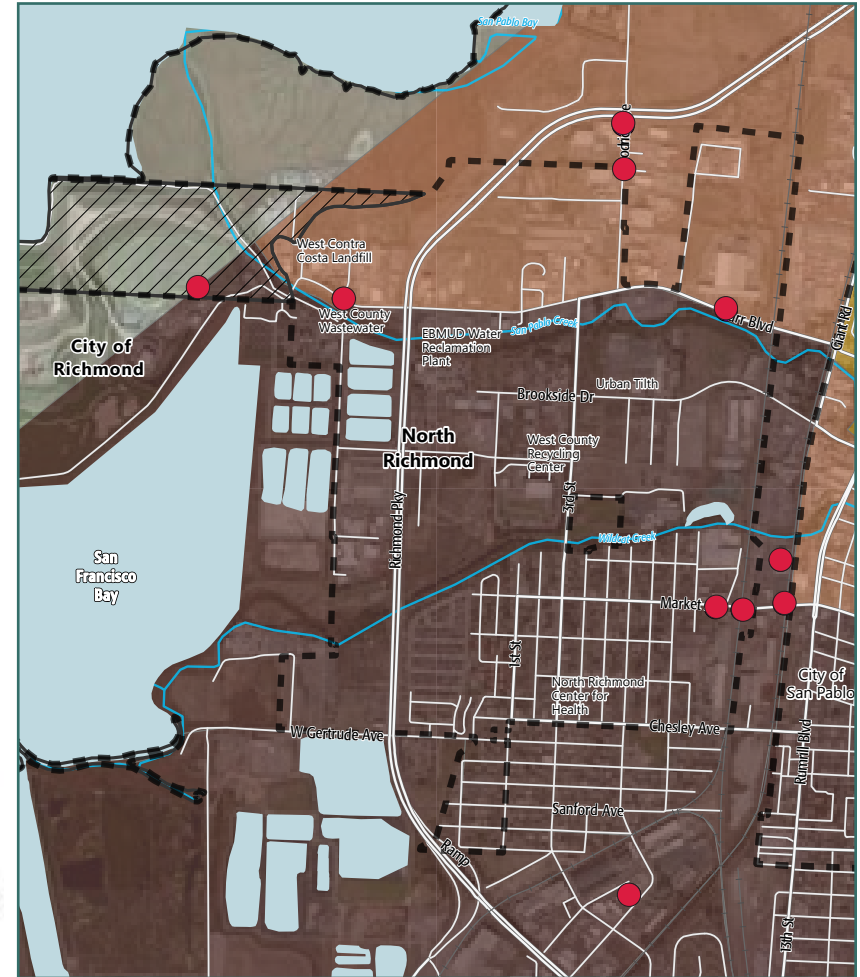 San Pablo Bay
West Contra
Costa Landfill
West County
Wastewater
EBMUD Water
Reclamation
Plant
San Pablo Creek
rr Blvd
Giant Rd
City of
Richmond
Brookside Dr
Urban Tilth
North
Richmond
West County
Recycling
Center
3rd St
Richmond Pky
Wildcat Creek
San
Francisco
Bay
Market
1st St
North Richmond
Center for
Health
City of
San Pablo
W Gertrude Ave
Chesley Ave
Rumrill Blvd
Sanford Ave
Ramp
13th St